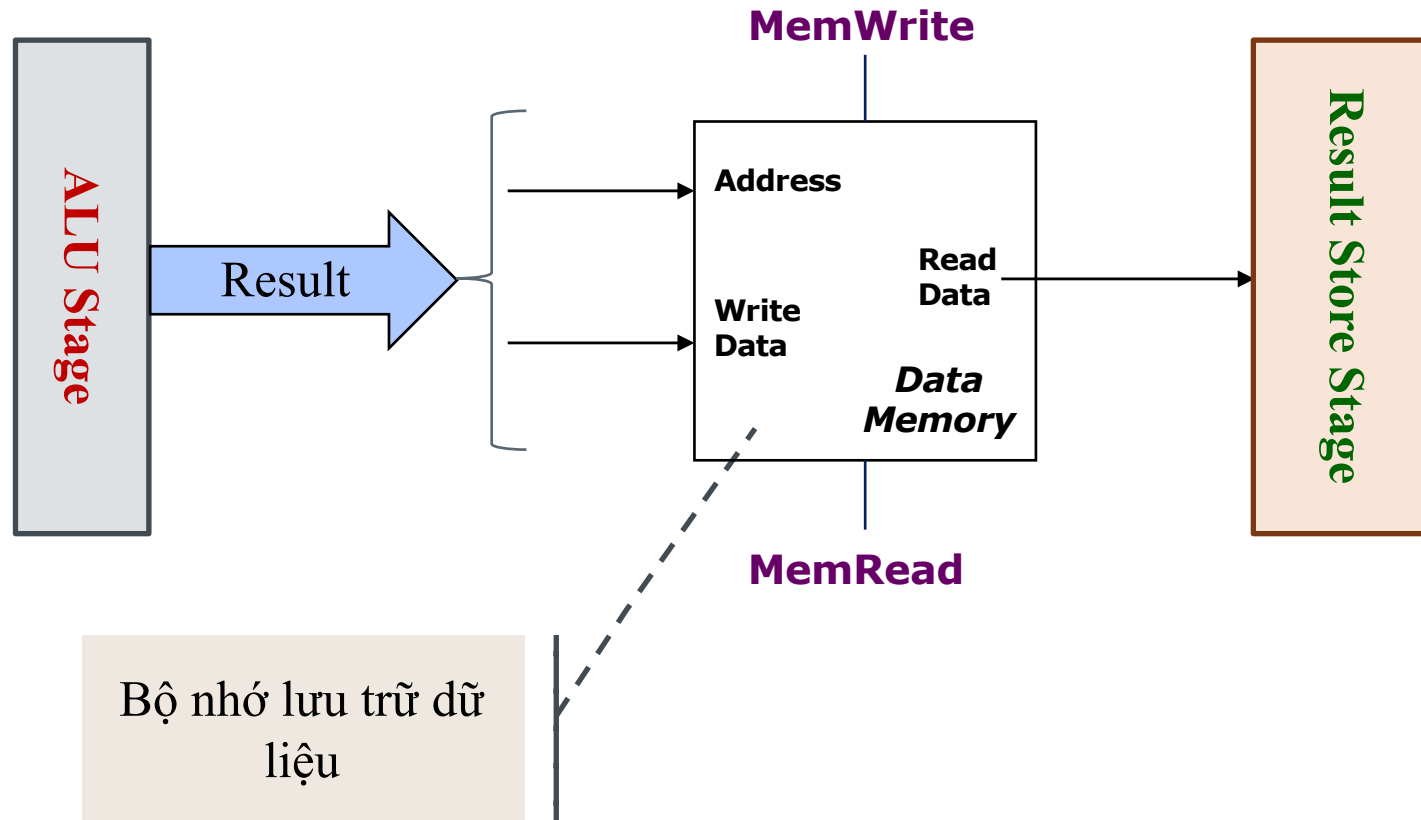 MemWrite
ALU Stage
Result
Address
Write
Data
Read
Data
Data
Memory
Result Store Stage
MemRead
Bộ nhớ lưu trữ dữ
liệu